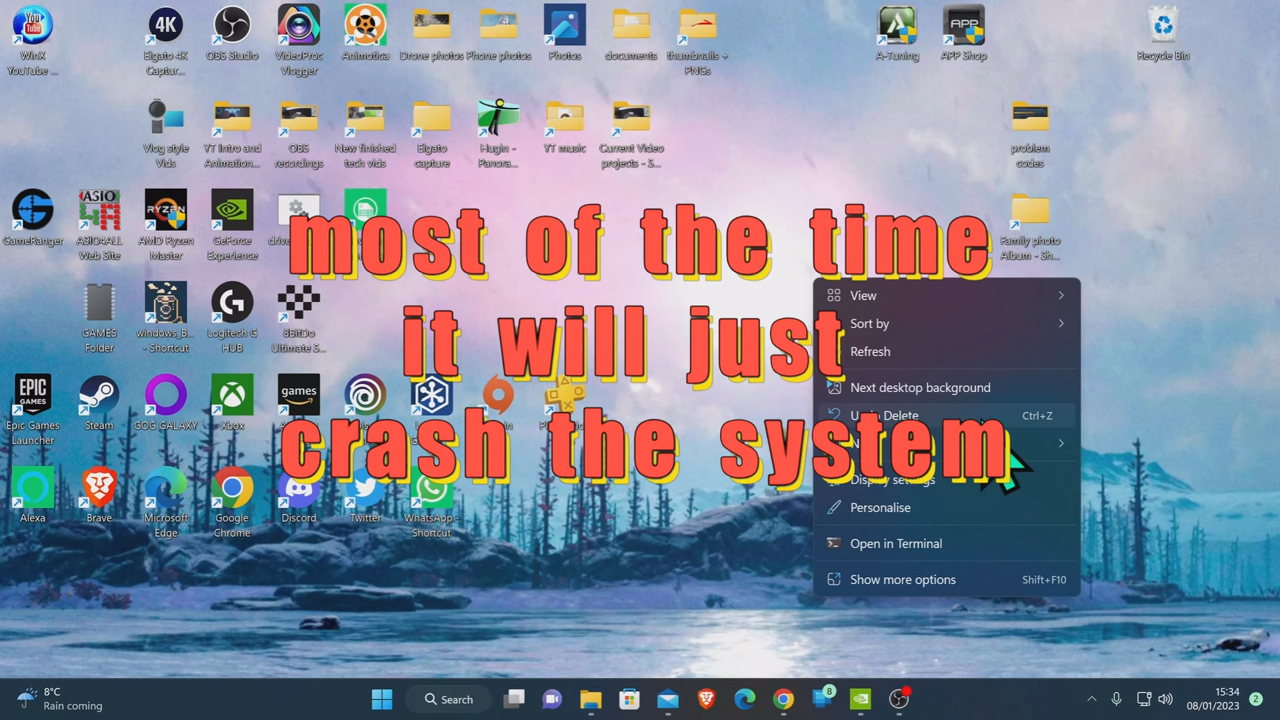 WinX
YouTube ...
Elgato 4K
Captur...
OBS Studio
VideoProc
Vlogger
Animotica
Drone photos
Phone photos
Photos
documents
thumbnails +
PNGs
A-Tuning
APP Shop
Recycle Bin
Vlog style
Vids
YT Intro and
Animation...
OBS
recordings
New finished
tech vids
Elgato
capture
Hugin -
Panora...
YT music
Current Video
projects - S...
problem
codes
GameRanger
ASIO4ALL
Web Site
AMD Ryzen
Master
GeForce
Experience
Family photo
Album - Sh...
most of the time
it will just
crash the system
GAMES
Folder
windows_B...
- Shortcut
Logitech G
HUB
8BitDo
Ultimate S...
View
Sort by
Refresh
Next desktop background
Undo Delete Ctrl+Z
Display settings
Personalise
Open in Terminal
Show more options Shift+F10
Epic Games
Launcher
Steam
GOG GALAXY
Xbox
Alexa
Brave
Microsoft
Edge
Google
Chrome
Discord
Twitter
WhatsApp -
Shortcut
8°C
Rain coming
Search
8
15:34
08/01/2023
2